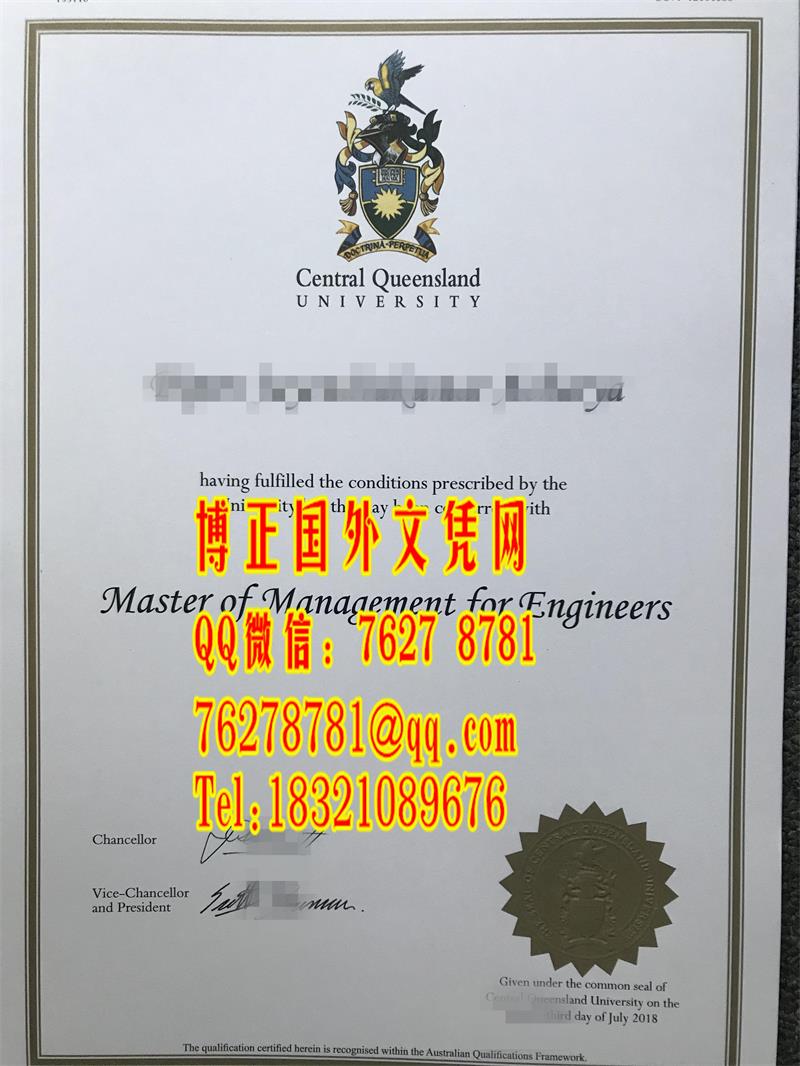 DOCTRINA PERPETUA
Central Queensland
UNIVERSITY
having fulfilled the conditions prescribed by the
博正国外文凭网
Master of Management for Engineers
QQ微信：7627 8781
76278781@qq.com
Tel:18321089676
Chancellor
Vice-Chancellor
and President
Given under the common seal of
Central Queensland University on the
third day of July 2018
The qualification certified herein is recognised within the Australian Qualifications Framework.